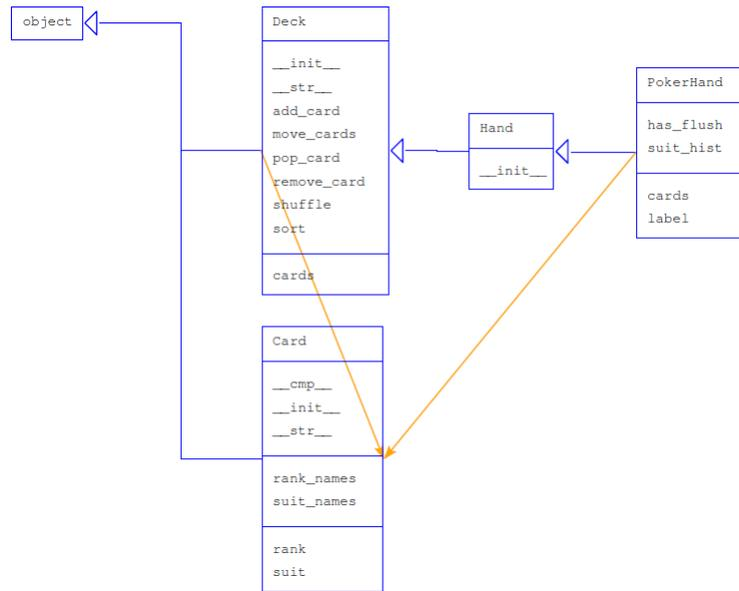 object
Deck
__init__
__str__
add_card
move_cards
pop_card
remove_card
shuffle
sort
cards
Hand
__init__
PokerHand
has_flush
suit_hist
cards
label
Card
__cmp__
__init__
__str__
rank_names
suit_names
rank
suit